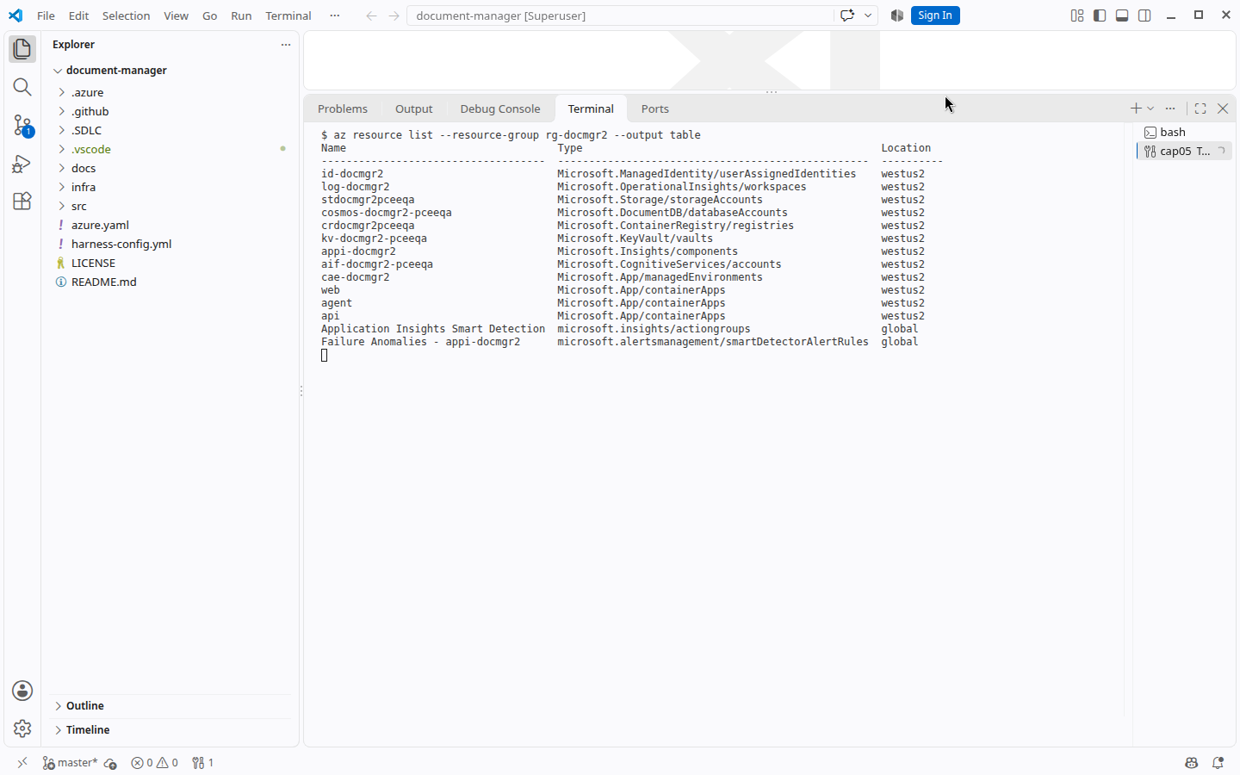 File Edit Selection View Go Run Terminal ··· document-manager [Superuser] Sign In
Explorer ···
document-manager
.azure
.github
.SDLC
.vscode
docs
infra
src
azure.yaml
harness-config.yml
LICENSE
README.md
Outline
Timeline
Problems Output Debug Console Terminal Ports
$ az resource list --resource-group rg-docmgr2 --output table
Name Type Location
------------------------------------ -------------------------------------------------- ----------
id-docmgr2 Microsoft.ManagedIdentity/userAssignedIdentities westus2
log-docmgr2 Microsoft.OperationalInsights/workspaces westus2
stdocmgr2pceeqa Microsoft.Storage/storageAccounts westus2
cosmos-docmgr2-pceeqa Microsoft.DocumentDB/databaseAccounts westus2
crdocmgr2pceeqa Microsoft.ContainerRegistry/registries westus2
kv-docmgr2-pceeqa Microsoft.KeyVault/vaults westus2
appi-docmgr2 Microsoft.Insights/components westus2
aif-docmgr2-pceeqa Microsoft.CognitiveServices/accounts westus2
cae-docmgr2 Microsoft.App/managedEnvironments westus2
web Microsoft.App/containerApps westus2
agent Microsoft.App/containerApps westus2
api Microsoft.App/containerApps westus2
Application Insights Smart Detection microsoft.insights/actiongroups global
Failure Anomalies - appi-docmgr2 microsoft.alertsmanagement/smartDetectorAlertRules global
bash
cap05 T...
1
master* 0 0 1